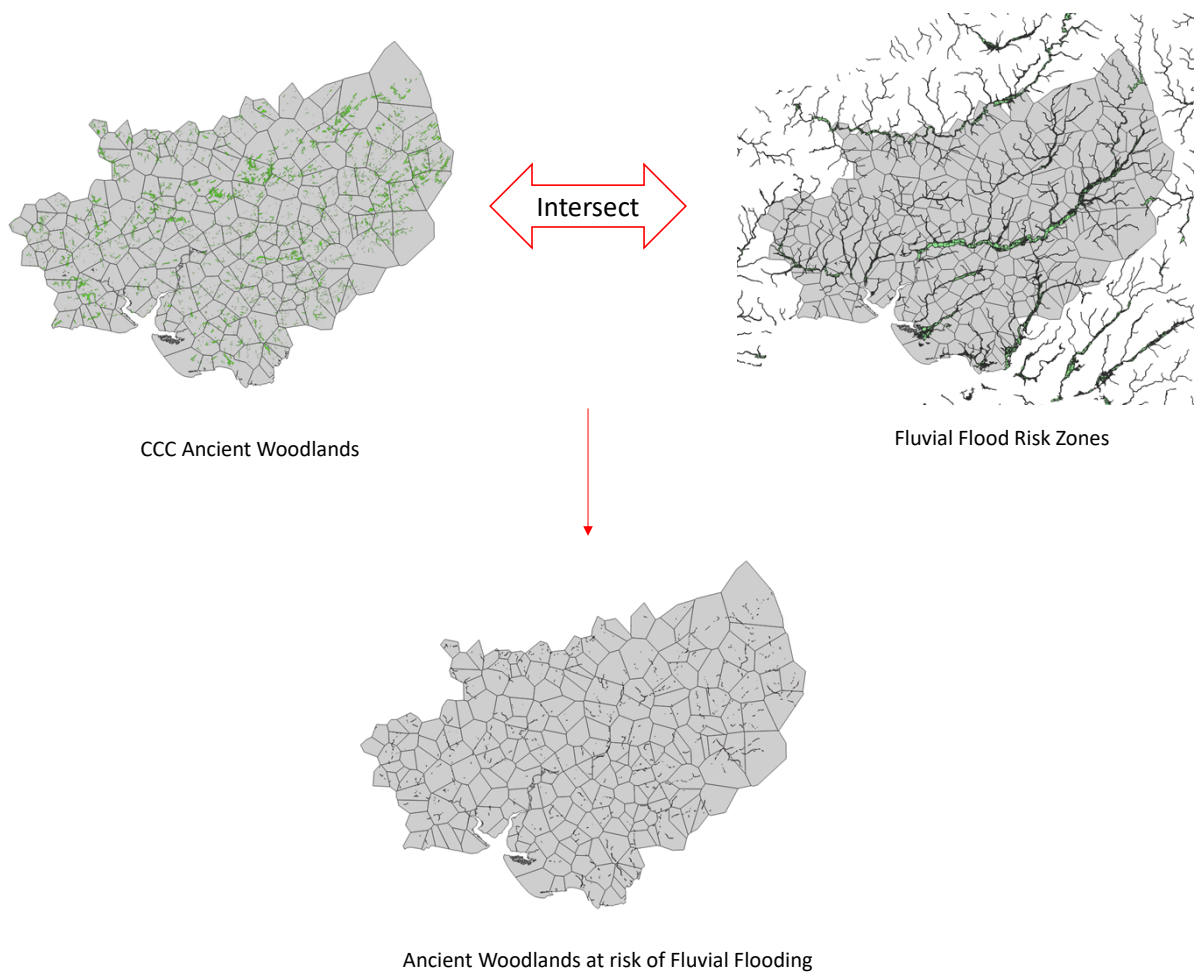 Intersect
CCC Ancient Woodlands
Fluvial Flood Risk Zones
Ancient Woodlands at risk of Fluvial Flooding